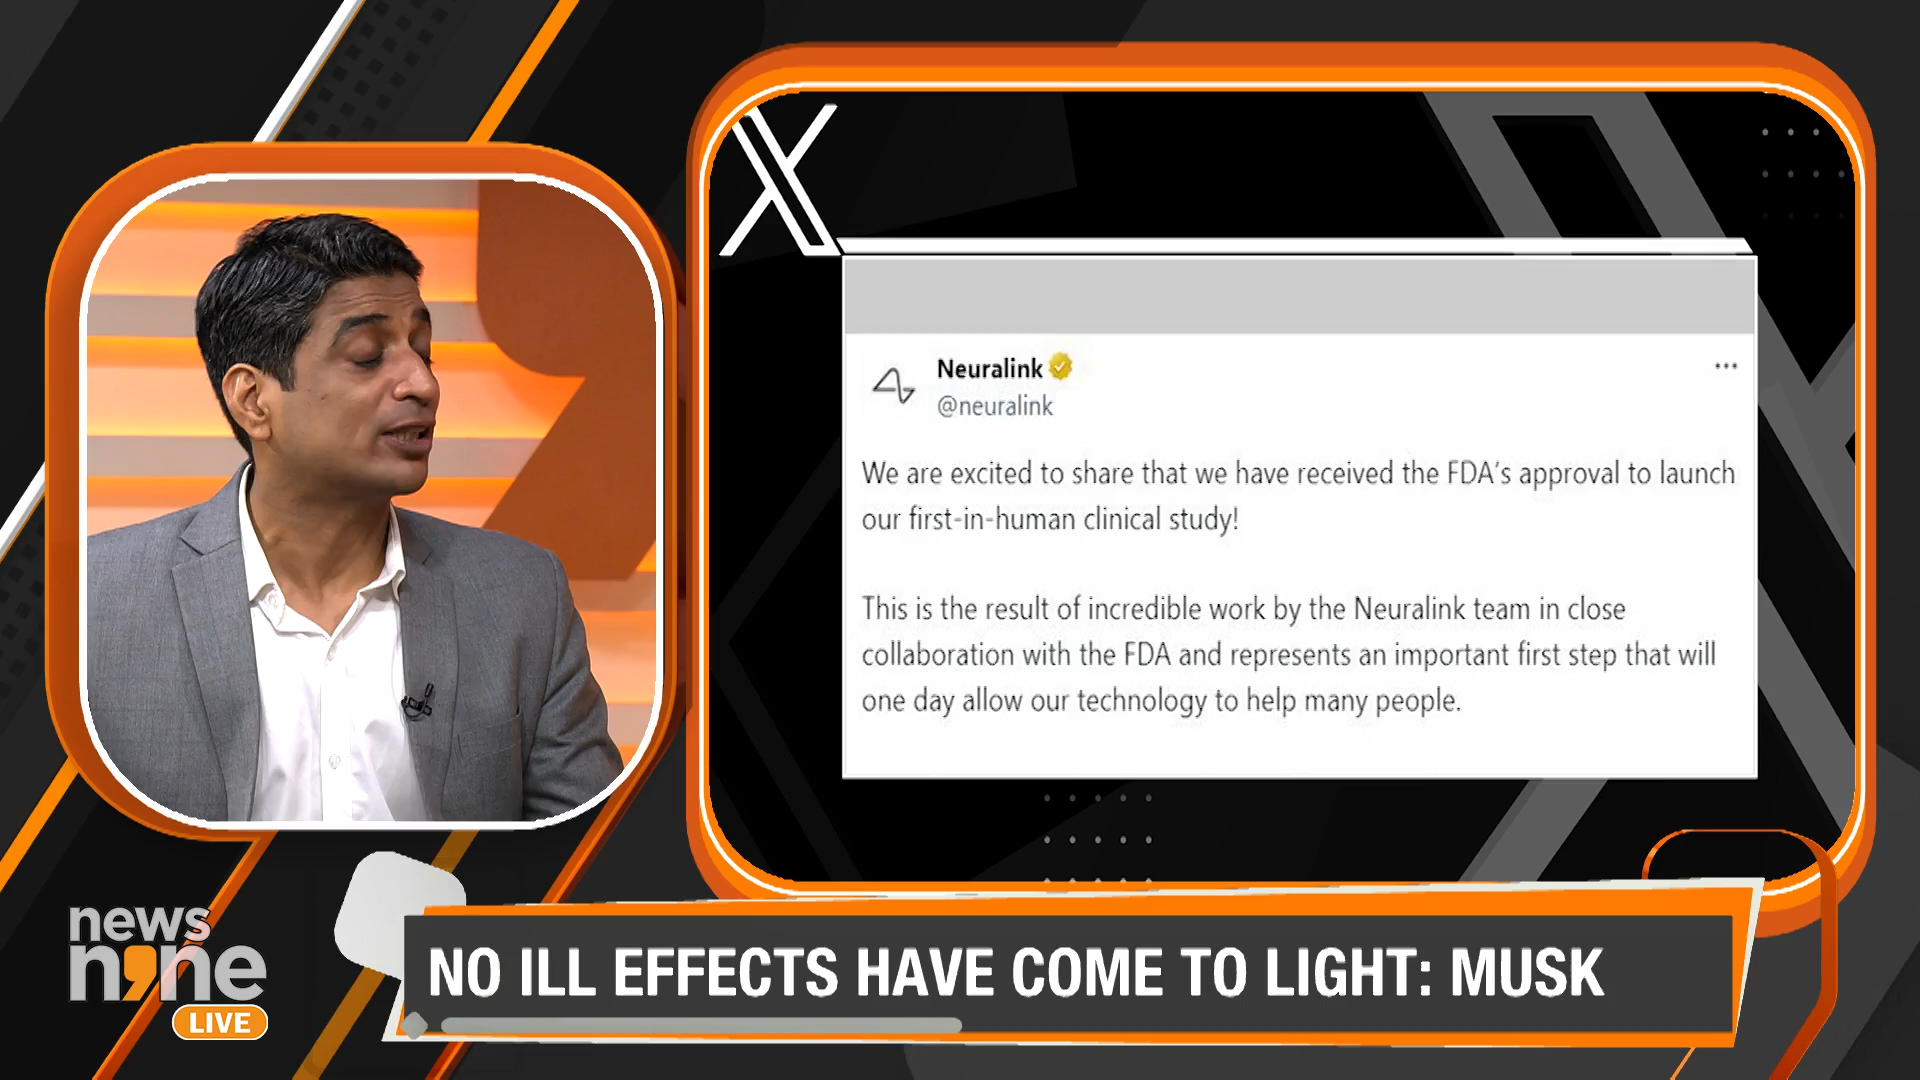 X
Neuralink
@neuralink
We are excited to share that we have received the FDA's approval to launch
our first-in-human clinical study!
This is the result of incredible work by the Neuralink team in close
collaboration with the FDA and represents an important first step that will
one day allow our technology to help many people.
news
n9ne
LIVE
NO ILL EFFECTS HAVE COME TO LIGHT: MUSK